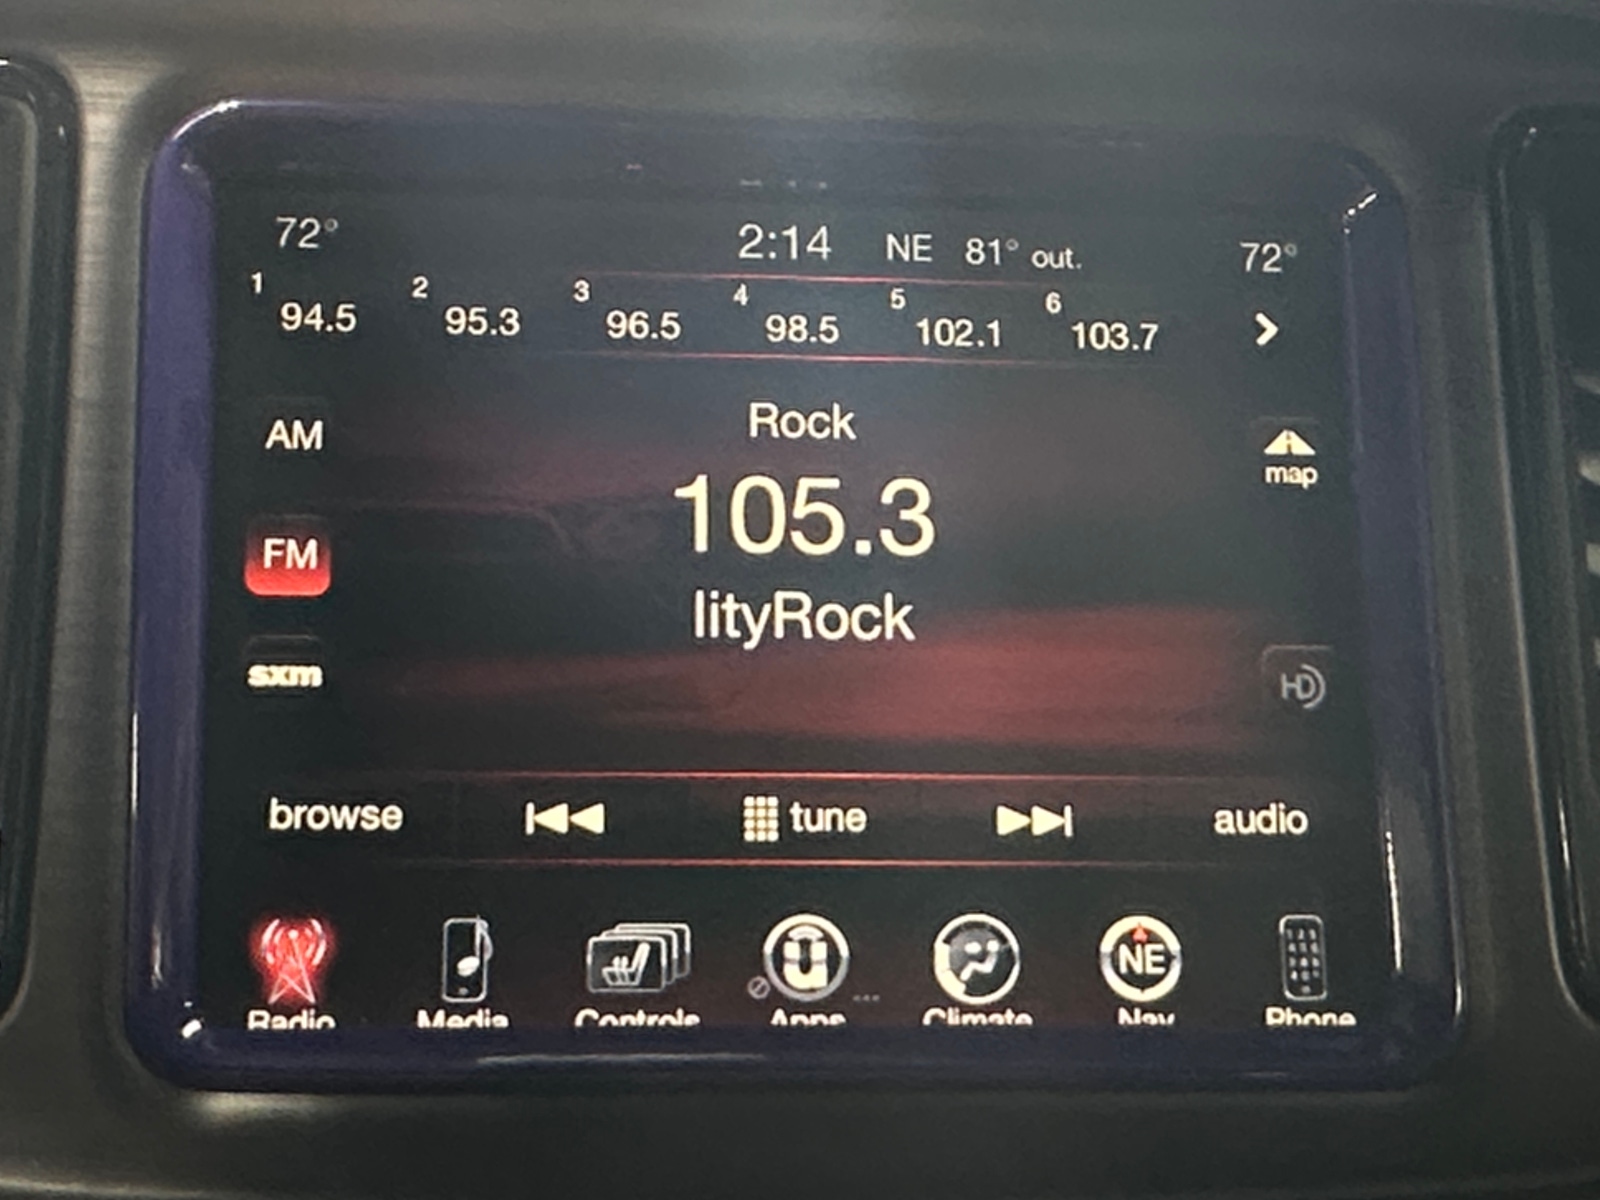 72° 2:14 NE 81° out. 72°
1 94.5 2 95.3 3 96.5 4 98.5 5 102.1 6 103.7
Rock
AM
map
105.3
FM
lityRock
sxm
HD
browse tune audio
NE
Radio Media Controls Apps Climate Nav Phone